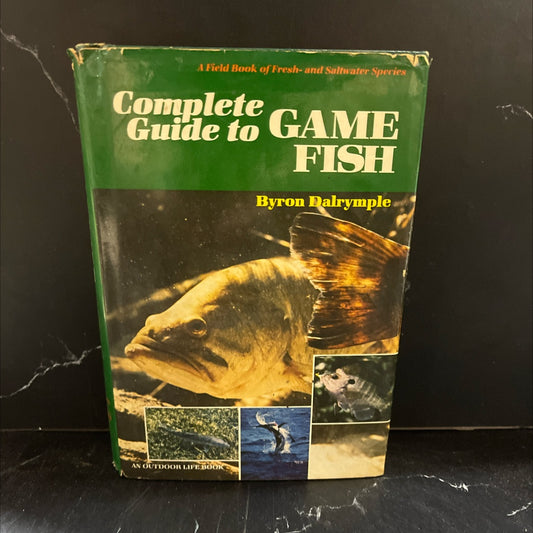 A Field Book of Fresh- and Saltwater Species
Complete
Guide to GAME
FISH
Byron Dalrymple
AN OUTDOOR LIFE BOOK